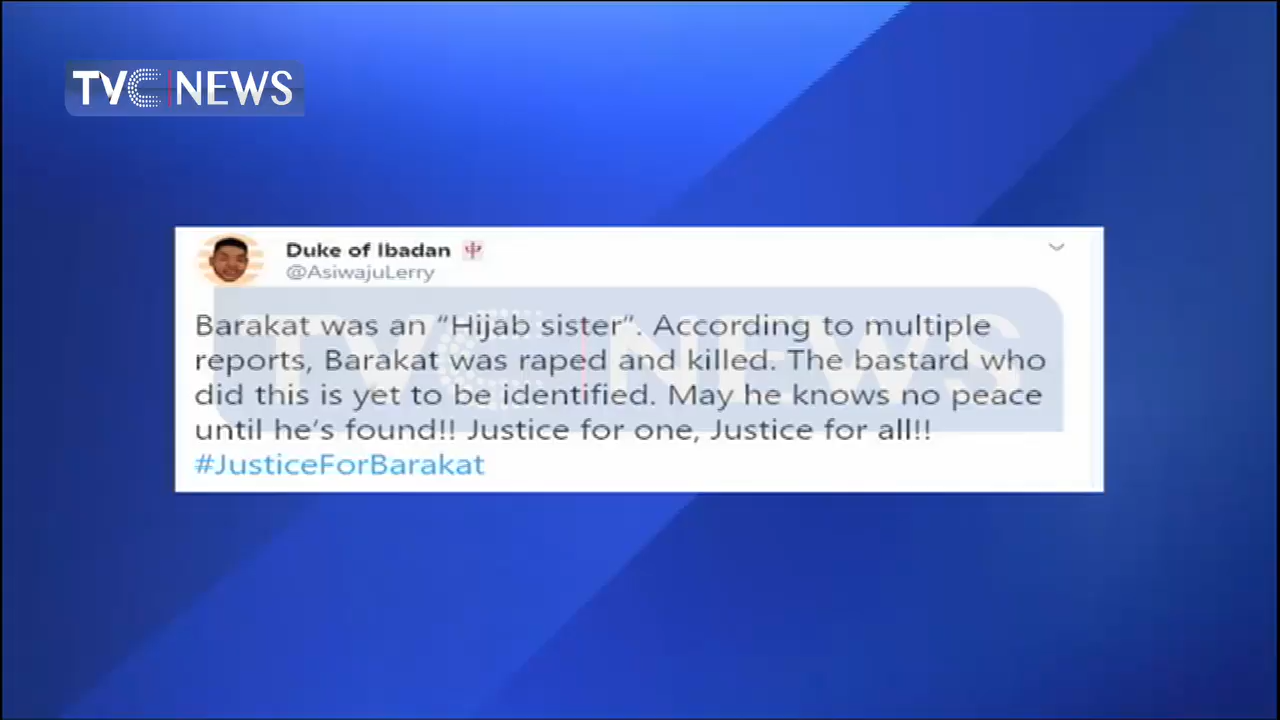 TVC NEWS
Duke of Ibadan
@AsiwajuLerry
Barakat was an “Hijab sister”. According to multiple
reports, Barakat was raped and killed. The bastard who
did this is yet to be identified. May he knows no peace
until he’s found!! Justice for one, Justice for all!!
#JusticeForBarakat
TVC NEWS